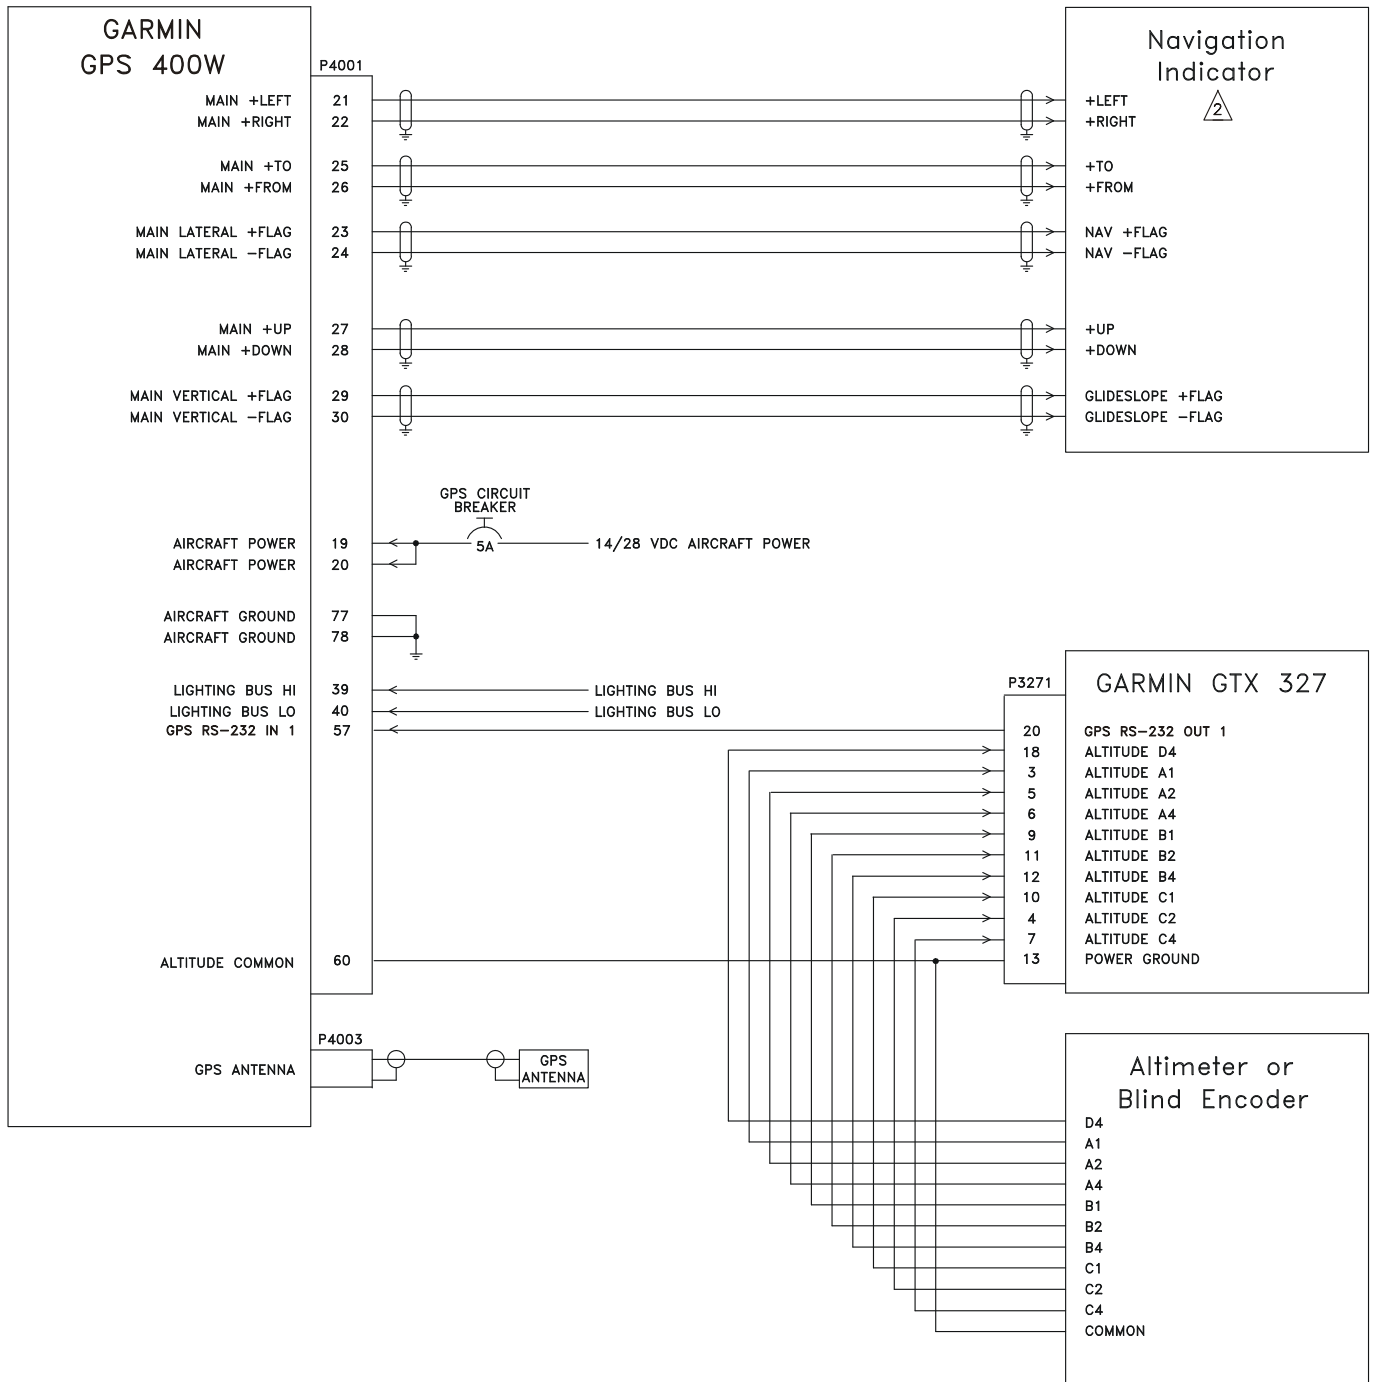 GARMIN
GPS 400W
P4001
MAIN +LEFT 21
MAIN +RIGHT 22
MAIN +TO 25
MAIN +FROM 26
MAIN LATERAL +FLAG 23
MAIN LATERAL −FLAG 24
MAIN +UP 27
MAIN +DOWN 28
MAIN VERTICAL +FLAG 29
MAIN VERTICAL −FLAG 30
AIRCRAFT POWER 19
AIRCRAFT POWER 20
AIRCRAFT GROUND 77
AIRCRAFT GROUND 78
LIGHTING BUS HI 39
LIGHTING BUS LO 40
GPS RS−232 IN 1 57
ALTITUDE COMMON 60
P4003
GPS ANTENNA
GPS
ANTENNA
GPS CIRCUIT
BREAKER
5A
14/28 VDC AIRCRAFT POWER
LIGHTING BUS HI
LIGHTING BUS LO
Navigation
Indicator
2
+LEFT
+RIGHT
+TO
+FROM
NAV +FLAG
NAV −FLAG
+UP
+DOWN
GLIDESLOPE +FLAG
GLIDESLOPE −FLAG
P3271
GARMIN GTX 327
20 GPS RS−232 OUT 1
18 ALTITUDE D4
3 ALTITUDE A1
5 ALTITUDE A2
6 ALTITUDE A4
9 ALTITUDE B1
11 ALTITUDE B2
12 ALTITUDE B4
10 ALTITUDE C1
4 ALTITUDE C2
7 ALTITUDE C4
13 POWER GROUND
Altimeter or
Blind Encoder
D4
A1
A2
A4
B1
B2
B4
C1
C2
C4
COMMON